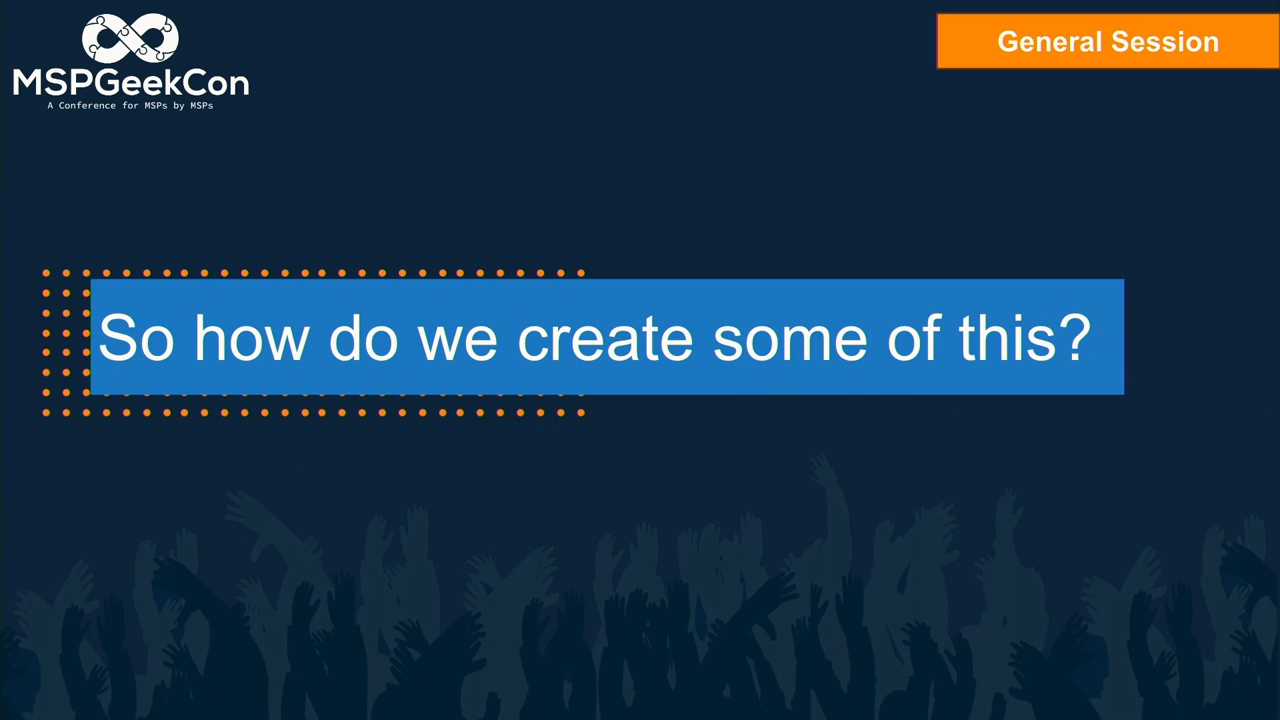 MSPGeekCon
A Conference for MSPs by MSPs
General Session
So how do we create some of this?